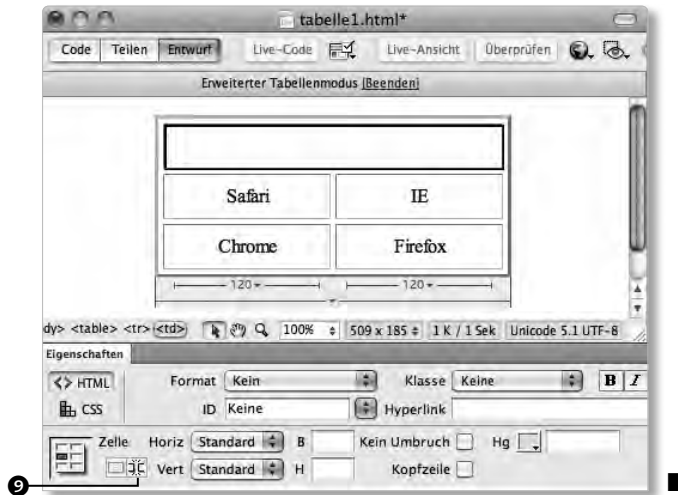 tabelle1.html*
Code Teilen Entwurf Live-Code Live-Ansicht Überprüfen
Erweiterter Tabellenmodus (Beenden)
Safari IE
Chrome Firefox
120 120
dy> <table> <tr> <td> 100% 509 x 185 1 K / 1 Sek Unicode 5.1 UTF-8
Eigenschaften
<> HTML Format Kein Klasse Keine B I
CSS ID Keine Hyperlink
Zelle Horiz Standard B Kein Umbruch Hg
Vert Standard H Kopfzeile
9